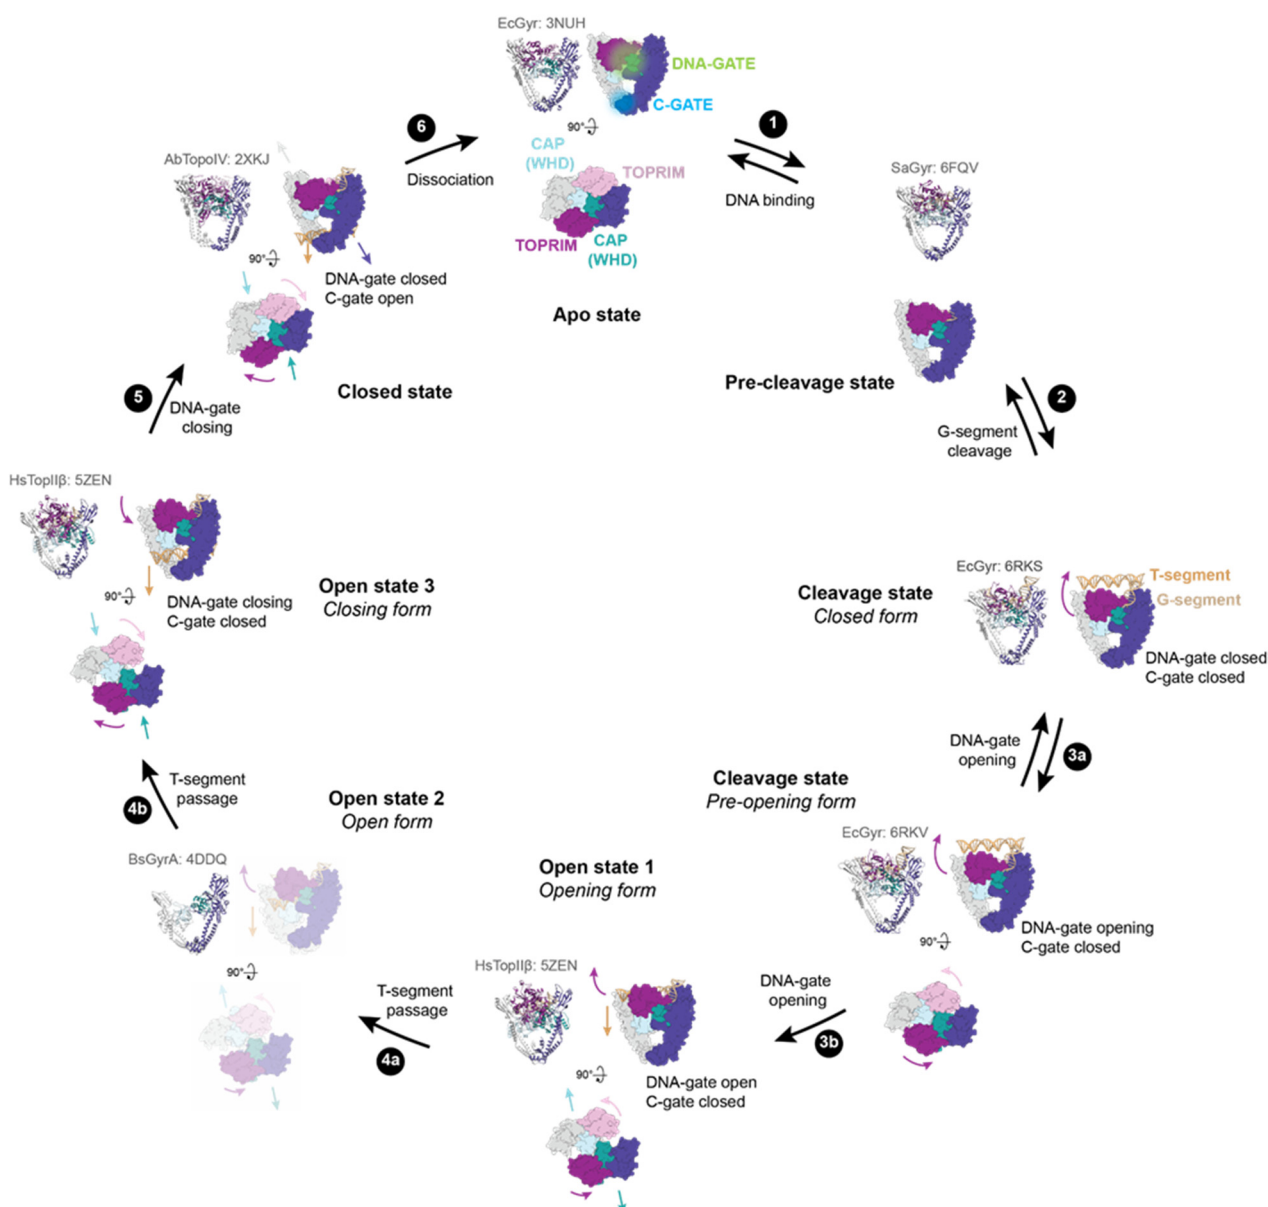 EcGyr: 3NUH
DNA-GATE
C-GATE
90°
CAP
(WHD)
TOPRIM
TOPRIM
CAP
(WHD)
Apo state
1
DNA binding
SaGyr: 6FQV
Pre-cleavage state
2
G-segment
cleavage
EcGyr: 6RKS
T-segment
G-segment
Cleavage state
Closed form
DNA-gate closed
C-gate closed
DNA-gate
opening
3a
Cleavage state
Pre-opening form
EcGyr: 6RKV
DNA-gate opening
C-gate closed
90°
DNA-gate
opening
3b
Open state 1
Opening form
HsTopIIβ: 5ZEN
90°
DNA-gate open
C-gate closed
T-segment
passage
4a
Open state 2
Open form
BsGyrA: 4DDQ
90°
T-segment
passage
4b
Open state 3
Closing form
HsTopIIβ: 5ZEN
90°
DNA-gate closing
C-gate closed
5
DNA-gate
closing
Closed state
AbTopoIV: 2XKJ
90°
DNA-gate closed
C-gate open
6
Dissociation